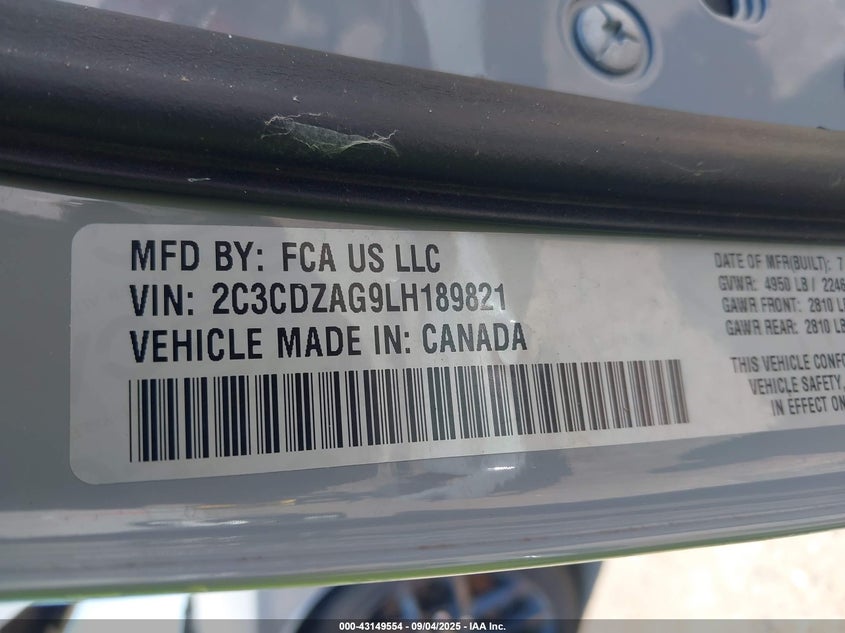 MFD BY: FCA US LLC
VIN: 2C3CDZAG9LH189821
VEHICLE MADE IN: CANADA
DATE OF MFR(BUILT): 7
GVWR: 4950 LB / 2246
GAWR FRONT: 2810 LB
GAWR REAR: 2810 LB
THIS VEHICLE CONFO
VEHICLE SAFETY,
IN EFFECT ON
000-43149554 - 09/04/2025 - IAA Inc.